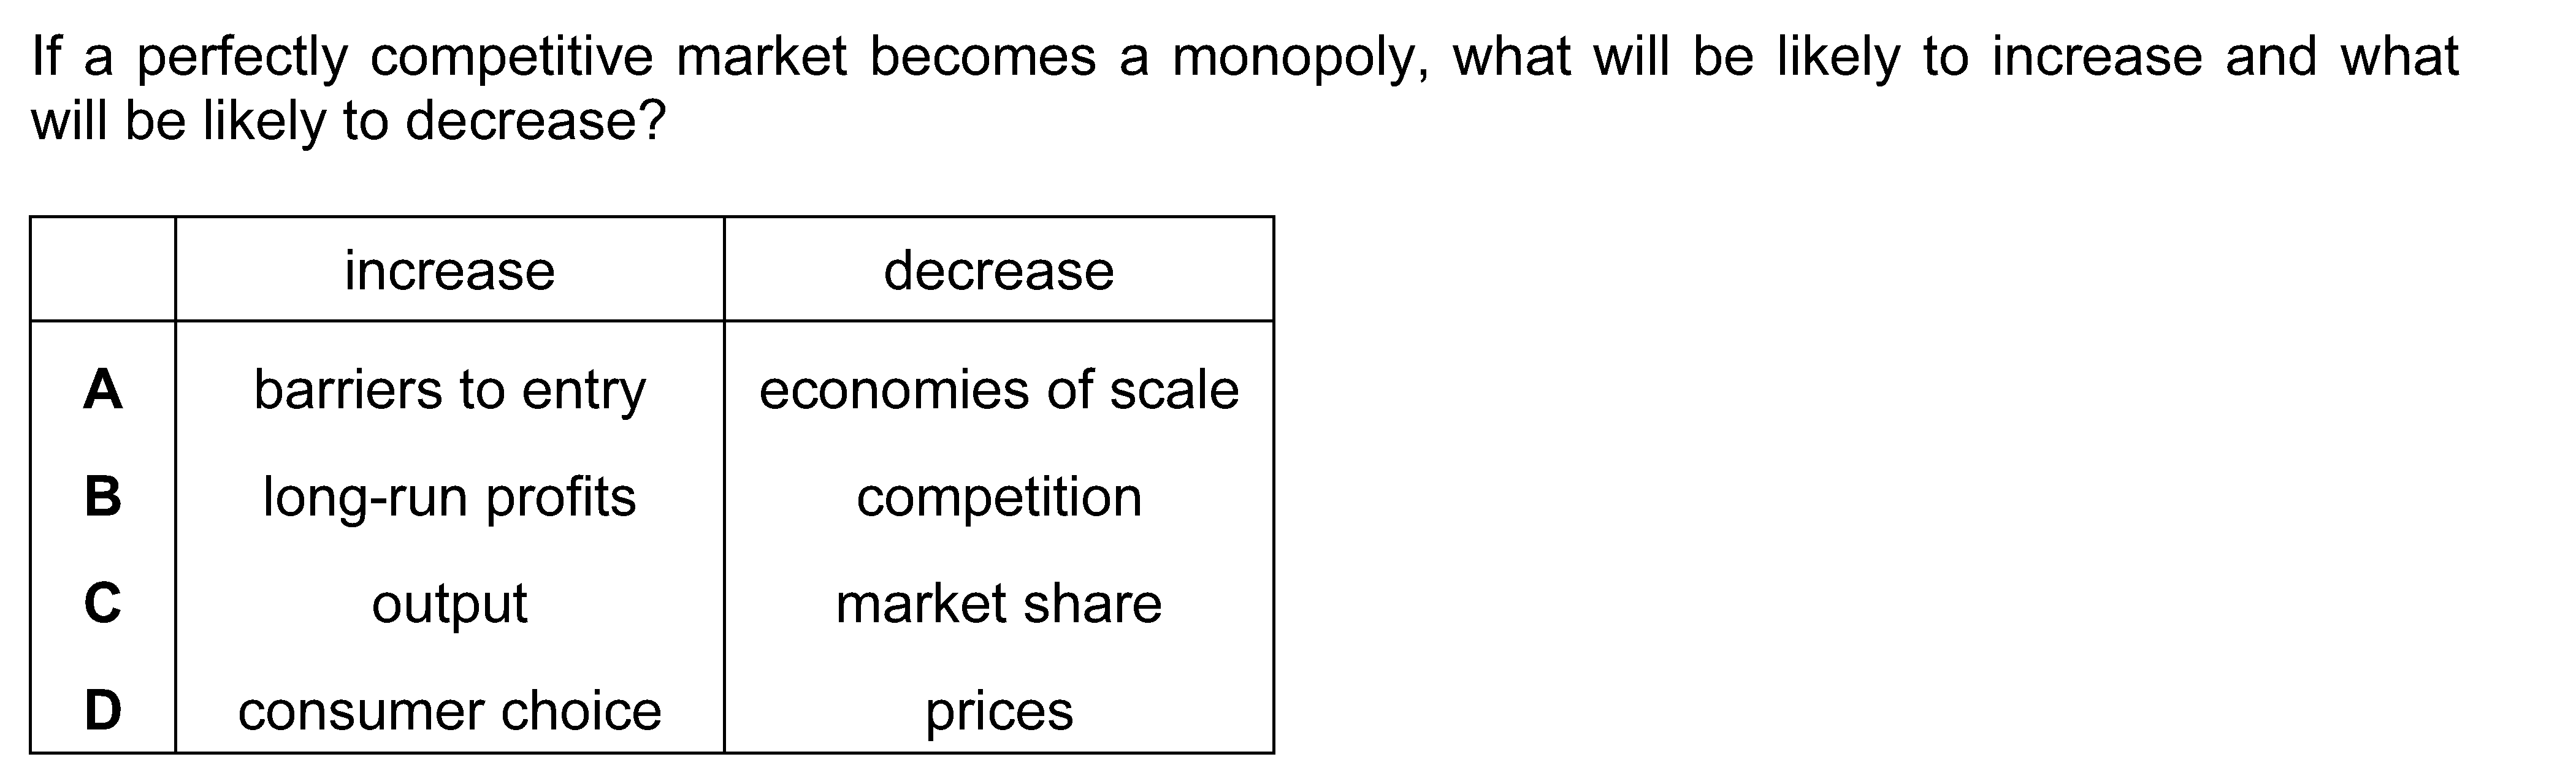 If a perfectly competitive market becomes a monopoly, what will be likely to increase and what
will be likely to decrease?
increase decrease
A barriers to entry economies of scale
B long-run profits competition
C output market share
D consumer choice prices